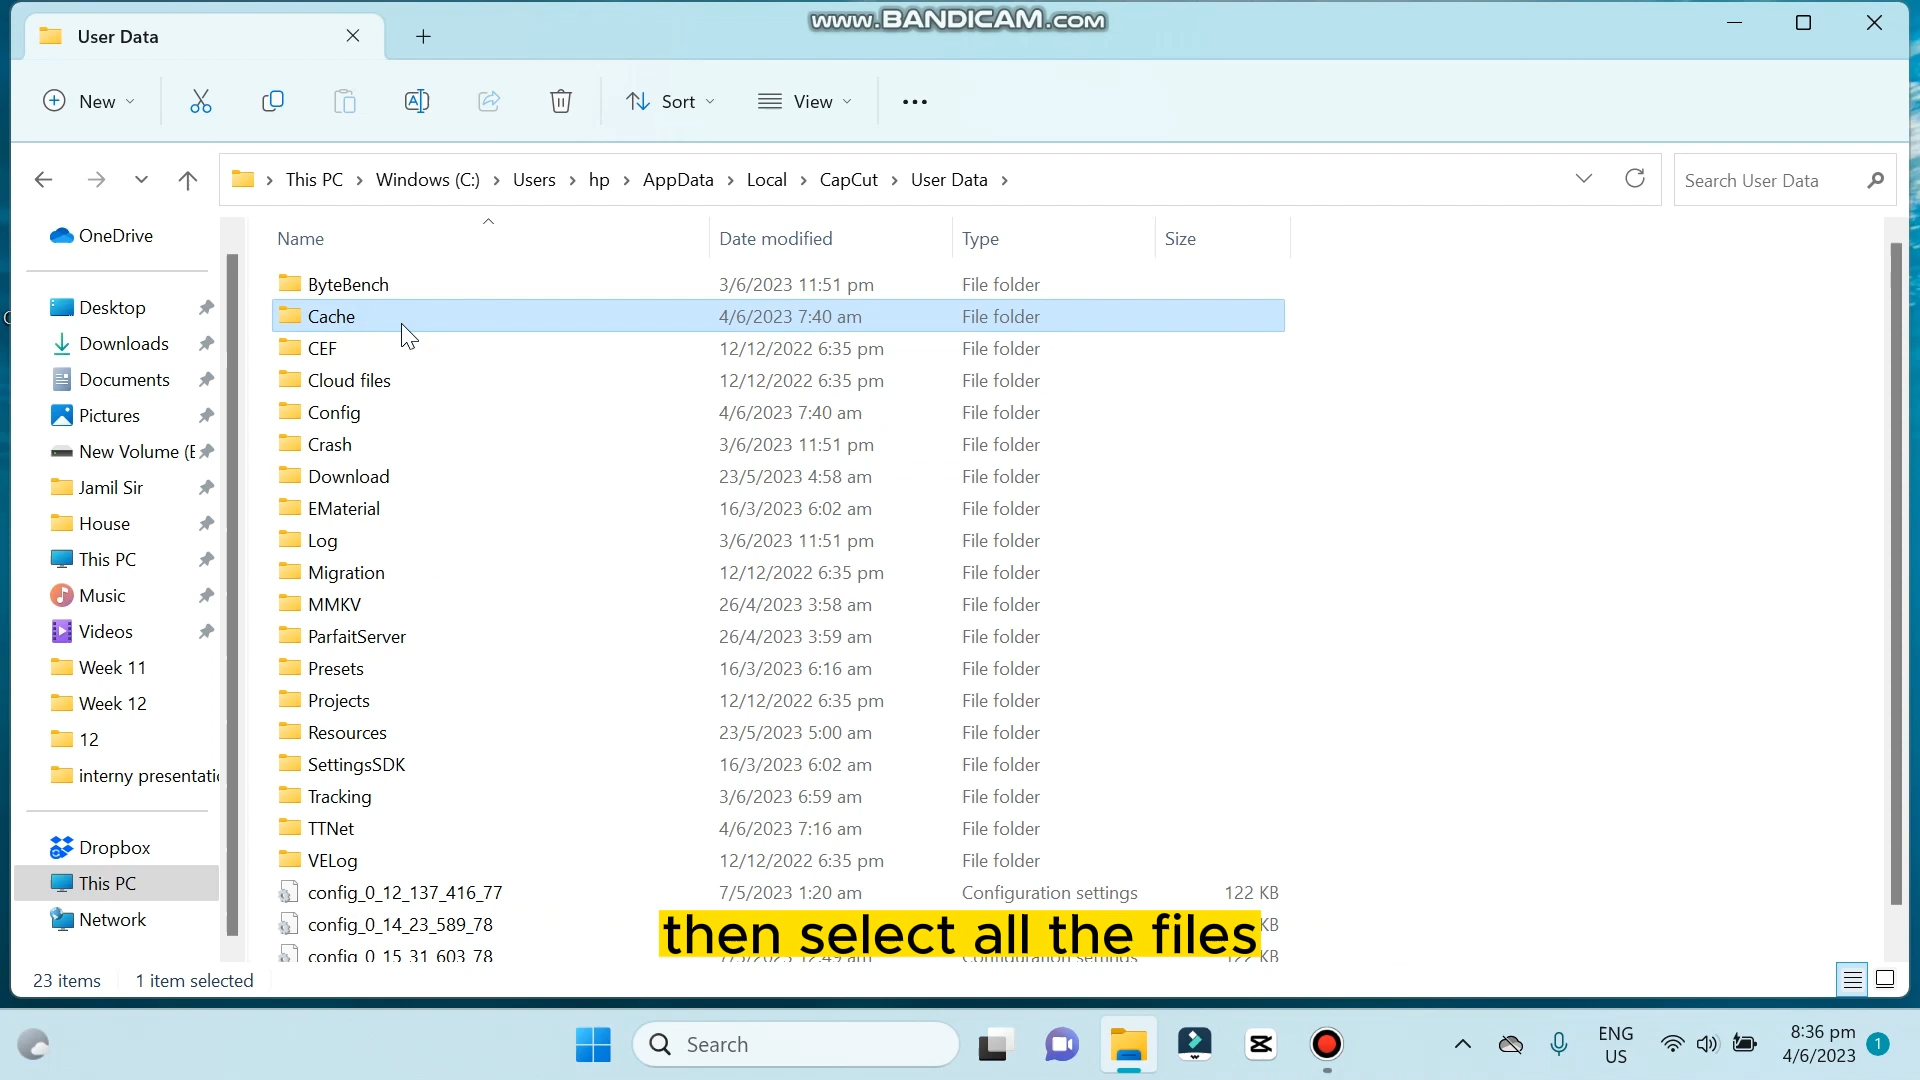 www.BANDICAM.com
User Data
New
Sort
View
This PC
Windows (C:)
Users
hp
AppData
Local
CapCut
User Data
Search User Data
OneDrive
Desktop
Downloads
Documents
Pictures
New Volume (E
Jamil Sir
House
This PC
Music
Videos
Week 11
Week 12
12
interny presentatic
Dropbox
This PC
Network
Name Date modified Type Size
ByteBench 3/6/2023 11:51 pm File folder
Cache 4/6/2023 7:40 am File folder
CEF 12/12/2022 6:35 pm File folder
Cloud files 12/12/2022 6:35 pm File folder
Config 4/6/2023 7:40 am File folder
Crash 3/6/2023 11:51 pm File folder
Download 23/5/2023 4:58 am File folder
EMaterial 16/3/2023 6:02 am File folder
Log 3/6/2023 11:51 pm File folder
Migration 12/12/2022 6:35 pm File folder
MMKV 26/4/2023 3:58 am File folder
ParfaitServer 26/4/2023 3:59 am File folder
Presets 16/3/2023 6:16 am File folder
Projects 12/12/2022 6:35 pm File folder
Resources 23/5/2023 5:00 am File folder
SettingsSDK 16/3/2023 6:02 am File folder
Tracking 3/6/2023 6:59 am File folder
TTNet 4/6/2023 7:16 am File folder
VELog 12/12/2022 6:35 pm File folder
config_0_12_137_416_77 7/5/2023 1:20 am Configuration settings 122 KB
config_0_14_23_589_78 KB
config_0_15_31_603_78
then select all the files
23 items 1 item selected
Search
ENG
US
8:36 pm
4/6/2023
1